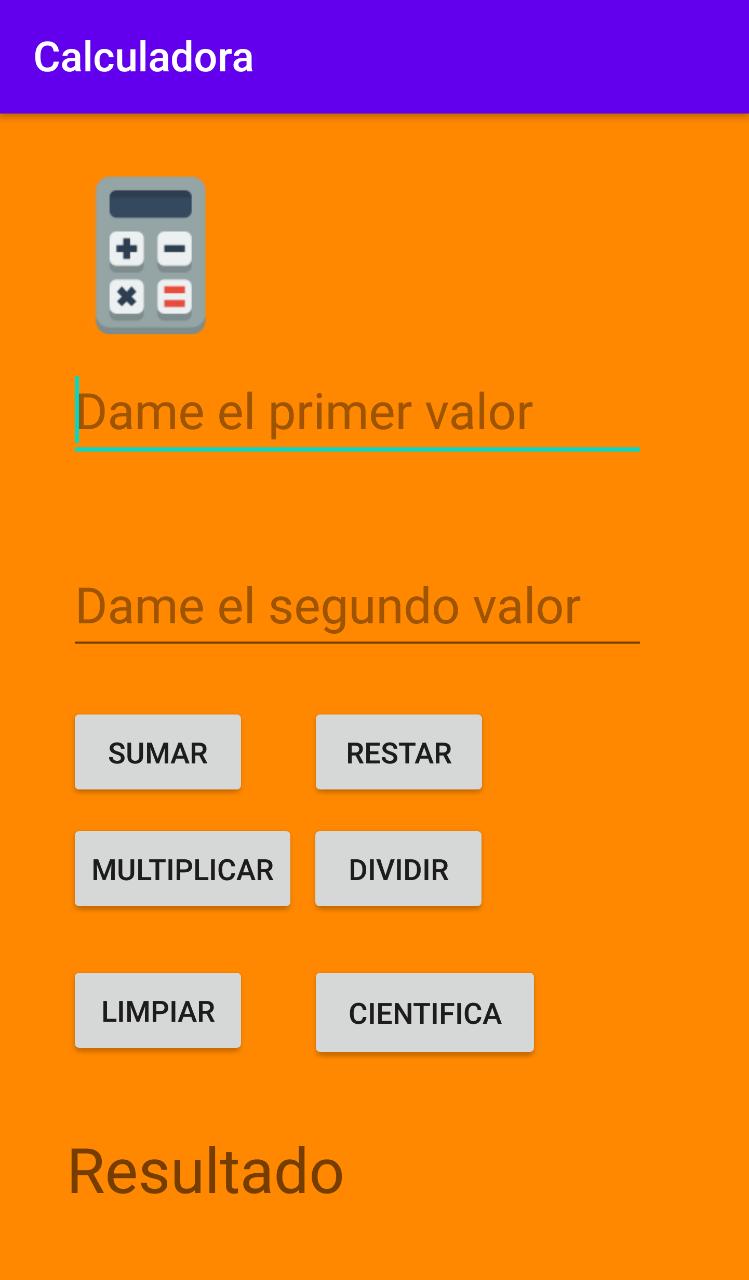 Calculadora
Dame el primer valor
Dame el segundo valor
SUMAR RESTAR
MULTIPLICAR DIVIDIR
LIMPIAR CIENTIFICA
Resultado